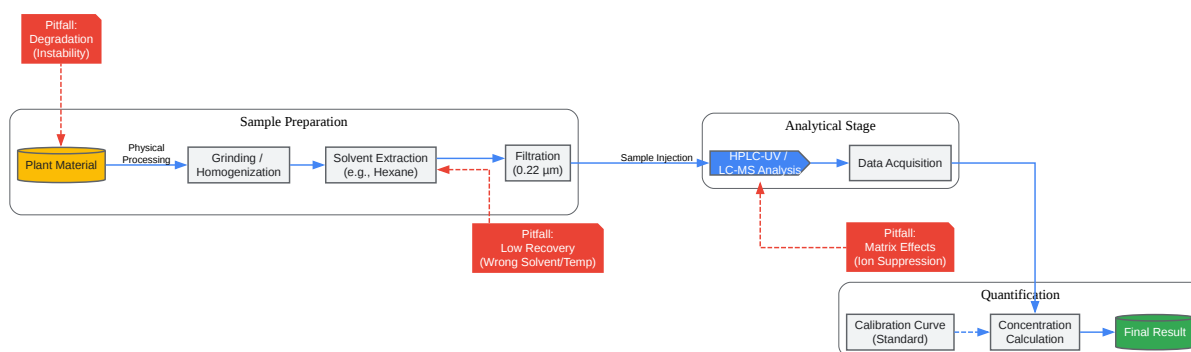 Pitfall:
Degradation
(Instability)
Sample Preparation
Plant Material
Physical
Processing
Grinding /
Homogenization
Solvent Extraction
(e.g., Hexane)
Filtration
(0.22 µm)
Pitfall:
Low Recovery
(Wrong Solvent/Temp)
Sample Injection
Analytical Stage
HPLC-UV /
LC-MS Analysis
Data Acquisition
Pitfall:
Matrix Effects
(Ion Suppression)
Quantification
Calibration Curve
(Standard)
Concentration
Calculation
Final Result